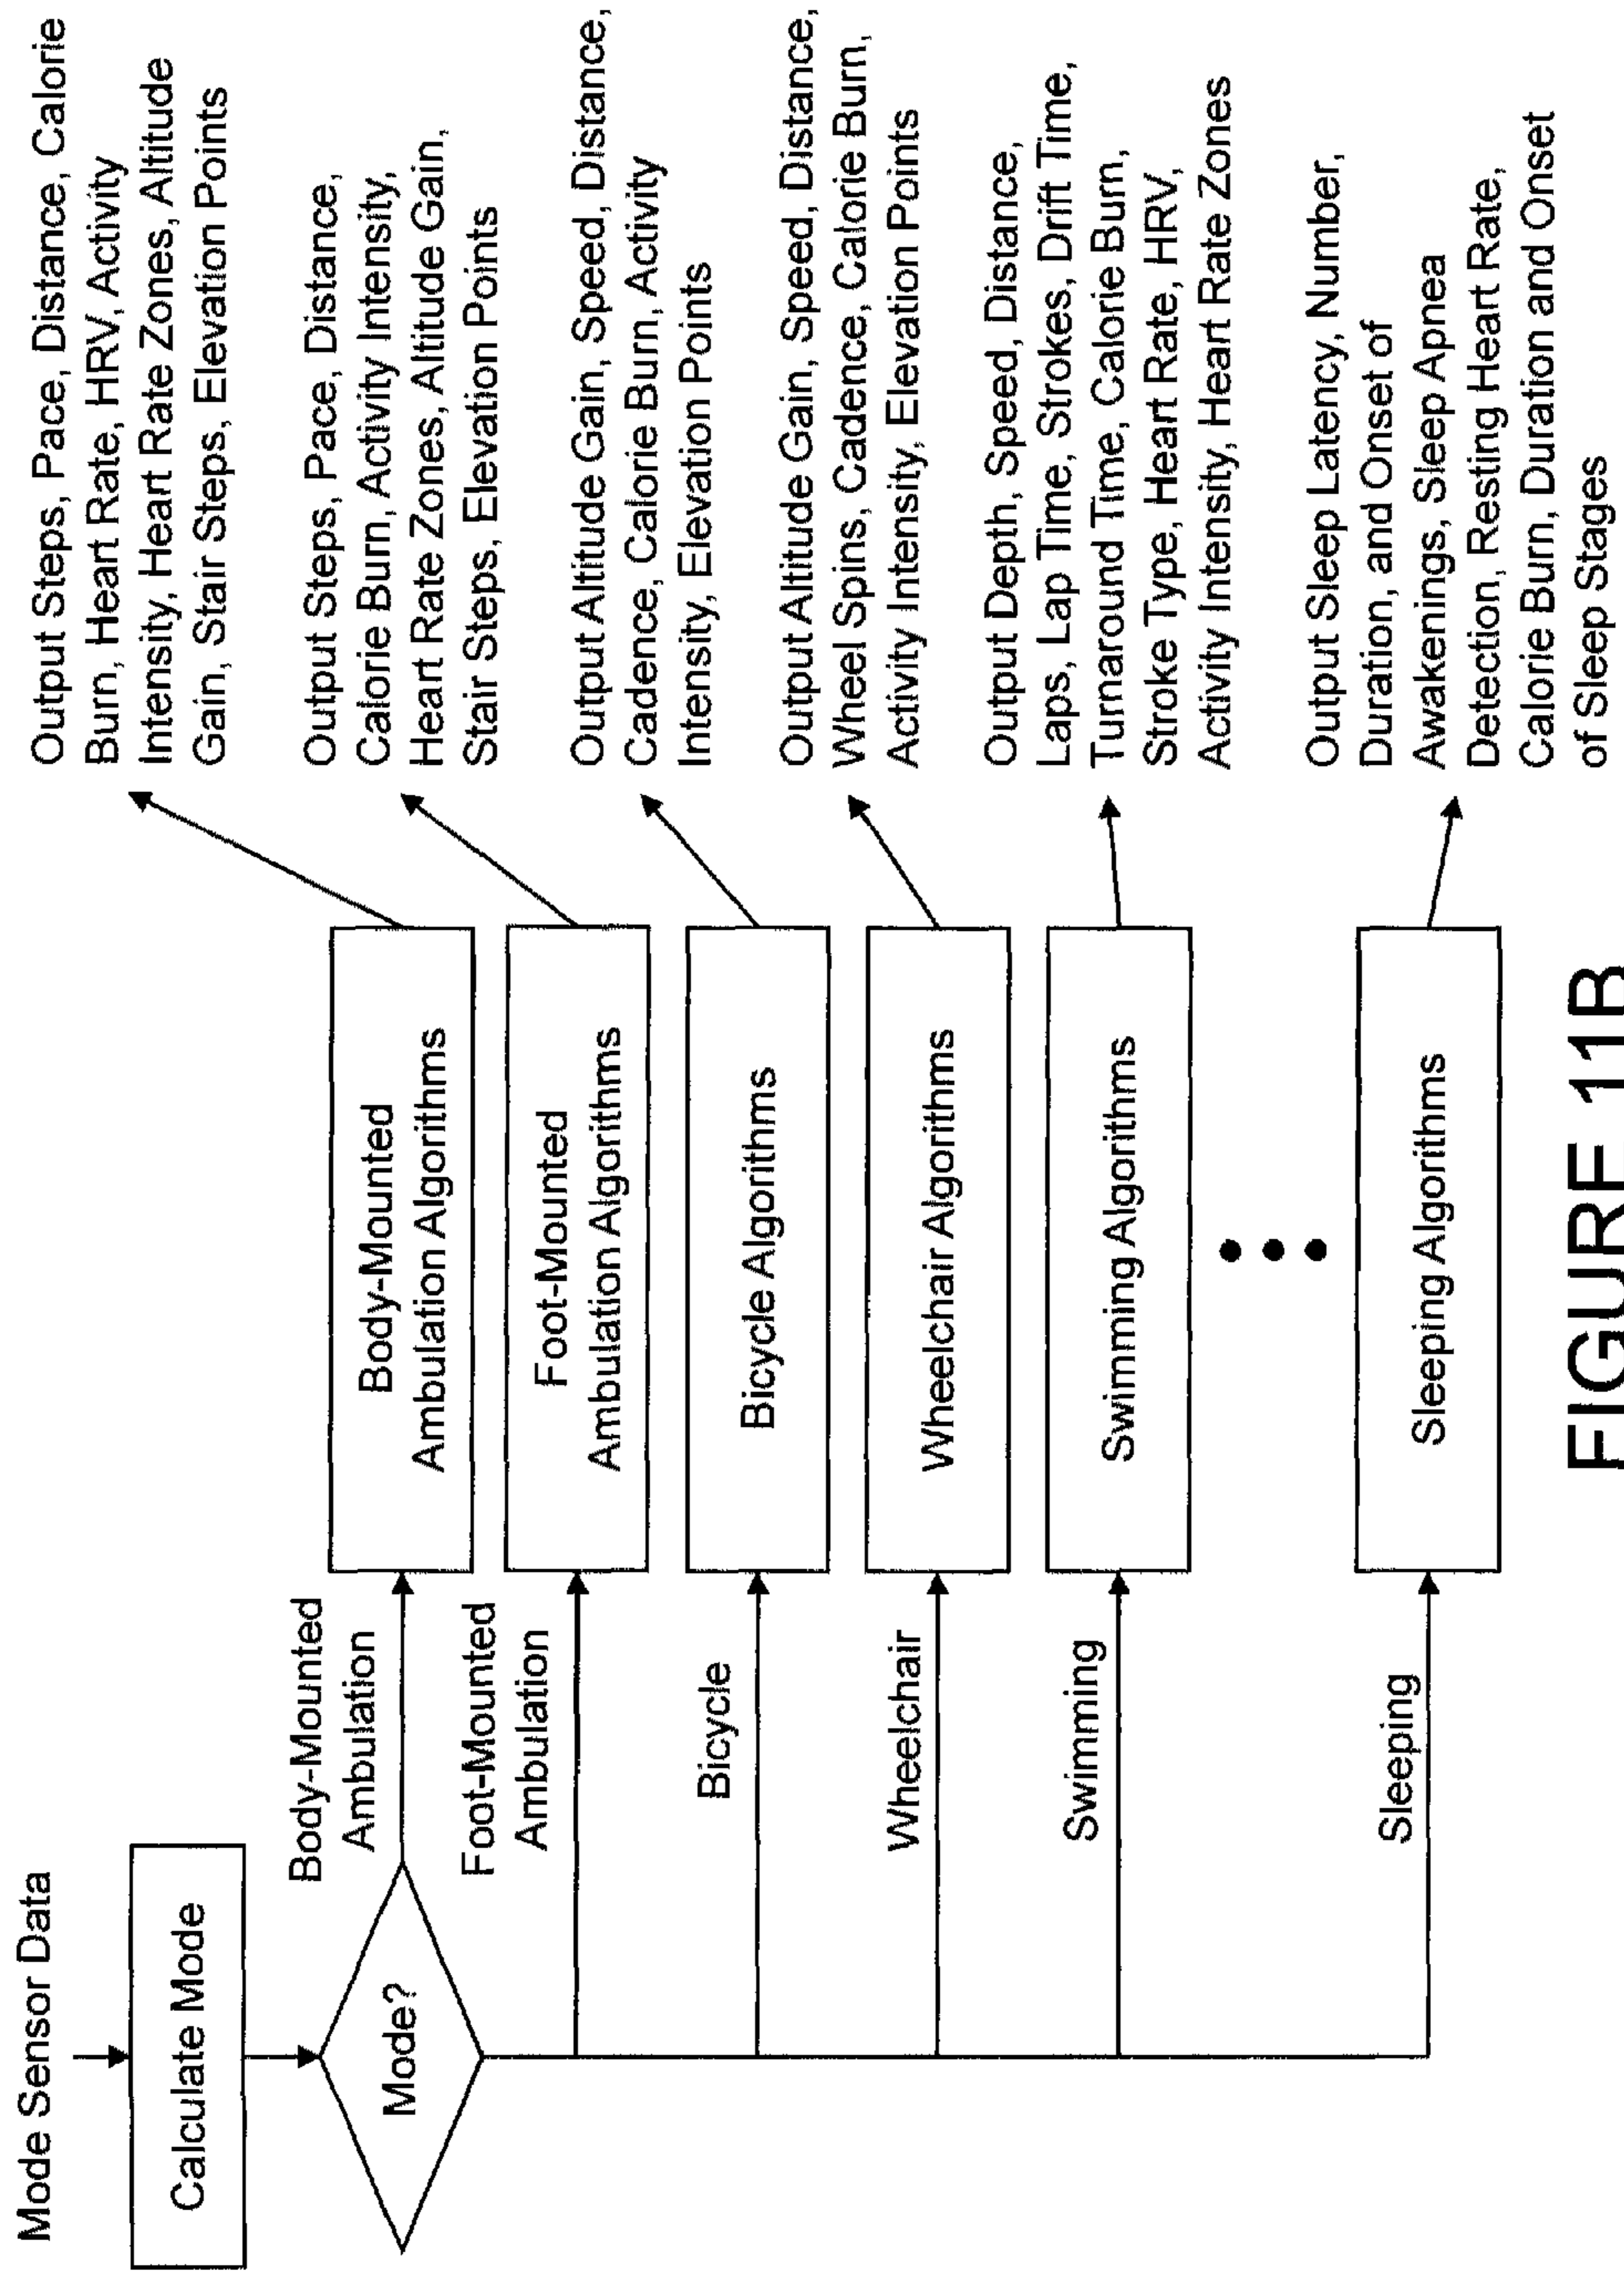 Mode Sensor Data
Calculate Mode
Mode?
Body-Mounted
Ambulation
Foot-Mounted
Ambulation
Bicycle
Wheelchair
Swimming
Sleeping
Body-Mounted
Ambulation Algorithms
Foot-Mounted
Ambulation Algorithms
Bicycle Algorithms
Wheelchair Algorithms
Swimming Algorithms
Sleeping Algorithms
Output Steps, Pace, Distance, Calorie
Burn, Heart Rate, HRV, Activity
Intensity, Heart Rate Zones, Altitude
Gain, Stair Steps, Elevation Points
Output Steps, Pace, Distance,
Calorie Burn, Activity Intensity,
Heart Rate Zones, Altitude Gain,
Stair Steps, Elevation Points
Output Altitude Gain, Speed, Distance,
Cadence, Calorie Burn, Activity
Intensity, Elevation Points
Output Altitude Gain, Speed, Distance,
Wheel Spins, Cadence, Calorie Burn,
Activity Intensity, Elevation Points
Output Depth, Speed, Distance,
Laps, Lap Time, Strokes, Drift Time,
Turnaround Time, Calorie Burn,
Stroke Type, Heart Rate, HRV,
Activity Intensity, Heart Rate Zones
Output Sleep Latency, Number,
Duration, and Onset of
Awakenings, Sleep Apnea
Detection, Resting Heart Rate,
Calorie Burn, Duration and Onset
of Sleep Stages
FIGURE 11B